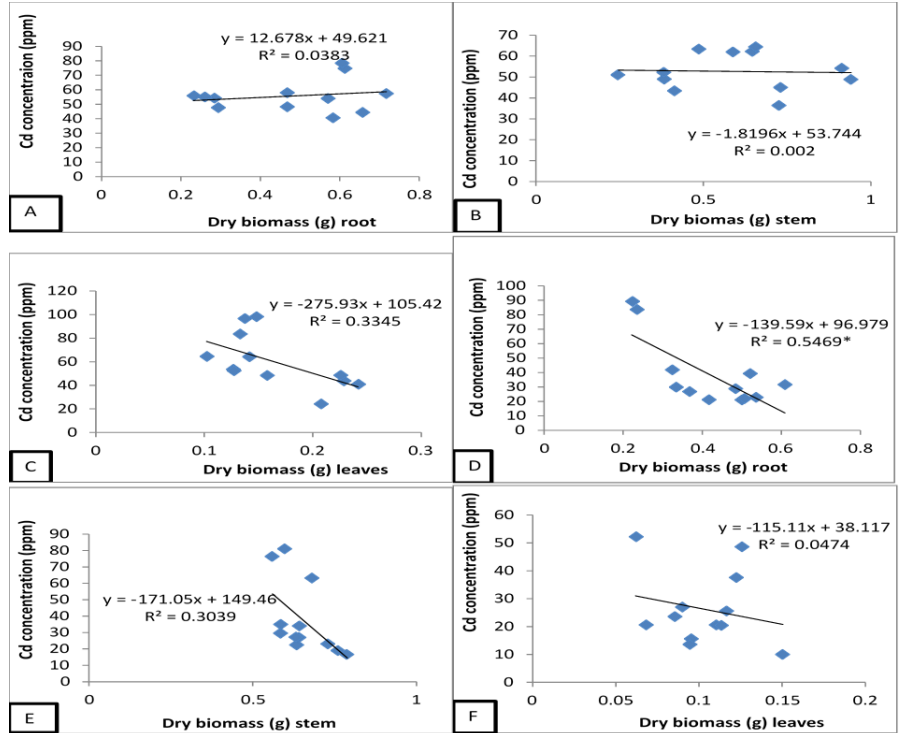 Cd concentraion (ppm)
90
80
70
60
50
40
30
20
10
0
y = 12.678x + 49.621
R² = 0.0383
0
0.2
0.4
0.6
0.8
Dry biomass (g) root
A
Cd concentration (ppm)
70
60
50
40
30
20
10
0
y = -1.8196x + 53.744
R² = 0.002
0
0.5
1
Dry biomas (g) stem
B
Cd concentration (ppm)
120
100
80
60
40
20
0
y = -275.93x + 105.42
R² = 0.3345
0
0.1
0.2
0.3
Dry biomass (g) leaves
C
Cd concentration (ppm)
100
90
80
70
60
50
40
30
20
10
0
y = -139.59x + 96.979
R² = 0.5469*
0
0.2
0.4
0.6
0.8
Dry biomass (g) root
D
Cd concentration (ppm)
90
80
70
60
50
40
30
20
10
0
y = -171.05x + 149.46
R² = 0.3039
0
0.5
1
Dry biomass (g) stem
E
Cd concentration (ppm)
60
50
40
30
20
10
0
y = -115.11x + 38.117
R² = 0.0474
0
0.05
0.1
0.15
0.2
Dry biomass (g) leaves
F